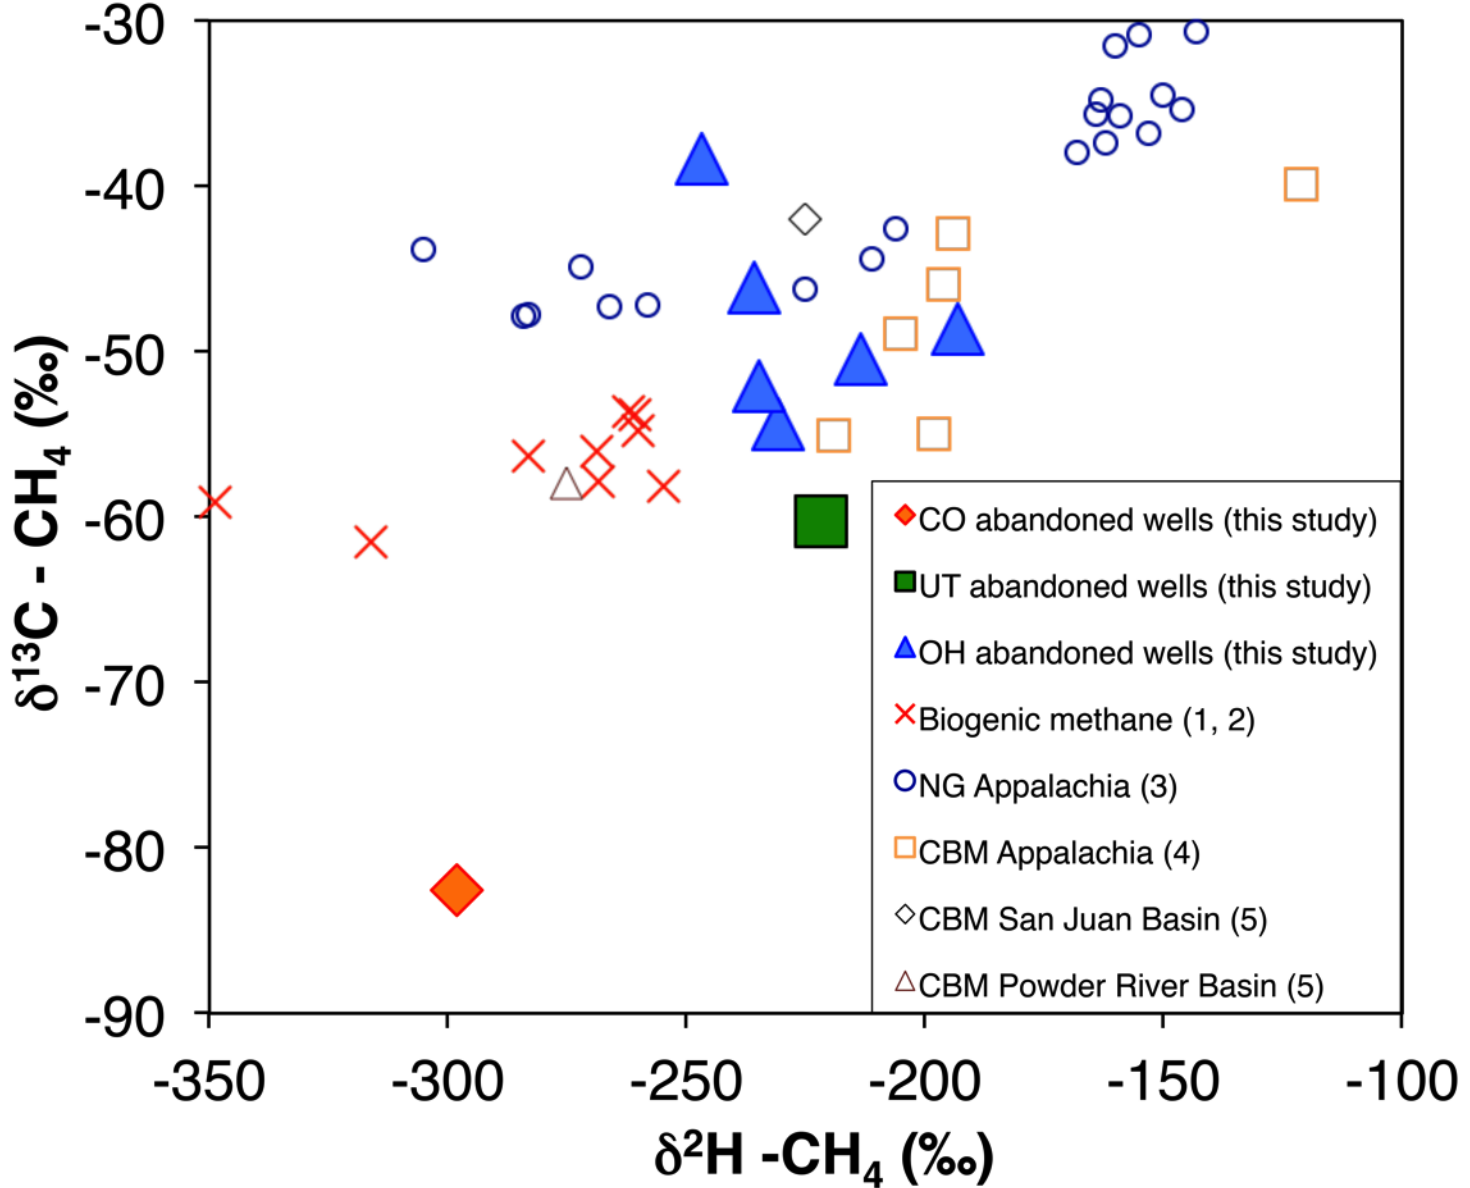 -30
-40
-50
-60
-70
-80
-90
δ¹³C - CH₄ (‰)
CO abandoned wells (this study)
UT abandoned wells (this study)
OH abandoned wells (this study)
Biogenic methane (1, 2)
NG Appalachia (3)
CBM Appalachia (4)
CBM San Juan Basin (5)
CBM Powder River Basin (5)
-350 -300 -250 -200 -150 -100
δ²H -CH₄ (‰)